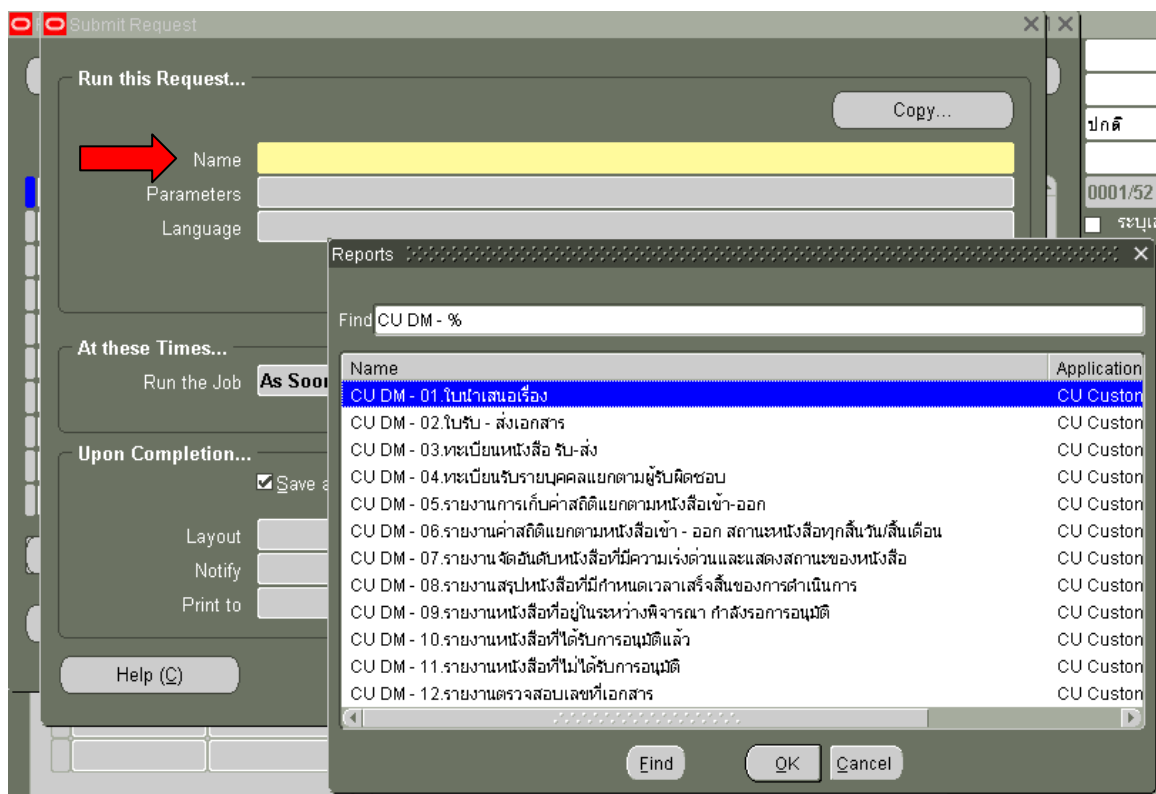 Submit Request
Run this Request...
Copy...
Name
Parameters
Language
ปกติ
0001/52
At these Times...
Run the Job
As Soon
Upon Completion...
Save a
Layout
Notify
Print to
Help (C)
Reports
Find CU DM - %
Name Application
CU DM - 01.ใบนำเสนอเรื่อง CU Custom
CU DM - 02.ใบรับ - ส่งเอกสาร CU Custom
CU DM - 03.ทะเบียนหนังสือ รับ-ส่ง CU Custom
CU DM - 04.ทะเบียนรับรายบุคคลแยกตามผู้รับผิดชอบ CU Custom
CU DM - 05.รายงานการเก็บค่าสถิติแยกตามหนังสือเข้า-ออก CU Custom
CU DM - 06.รายงานค่าสถิติแยกตามหนังสือเข้า - ออก สถานะหนังสือทุกสิ้นวัน/สิ้นเดือน CU Custom
CU DM - 07.รายงานจัดอันดับหนังสือที่มีความเร่งด่วนและแสดงสถานะของหนังสือ CU Custom
CU DM - 08.รายงานสรุปหนังสือที่มีกำหนดเวลาเสร็จสิ้นของการดำเนินการ CU Custom
CU DM - 09.รายงานหนังสือที่อยู่ในระหว่างพิจารณา กำลังรอการอนุมัติ CU Custom
CU DM - 10.รายงานหนังสือที่ได้รับการอนุมัติแล้ว CU Custom
CU DM - 11.รายงานหนังสือที่ไม่ได้รับการอนุมัติ CU Custom
CU DM - 12.รายงานตรวจสอบเลขที่เอกสาร CU Custom
Find OK Cancel